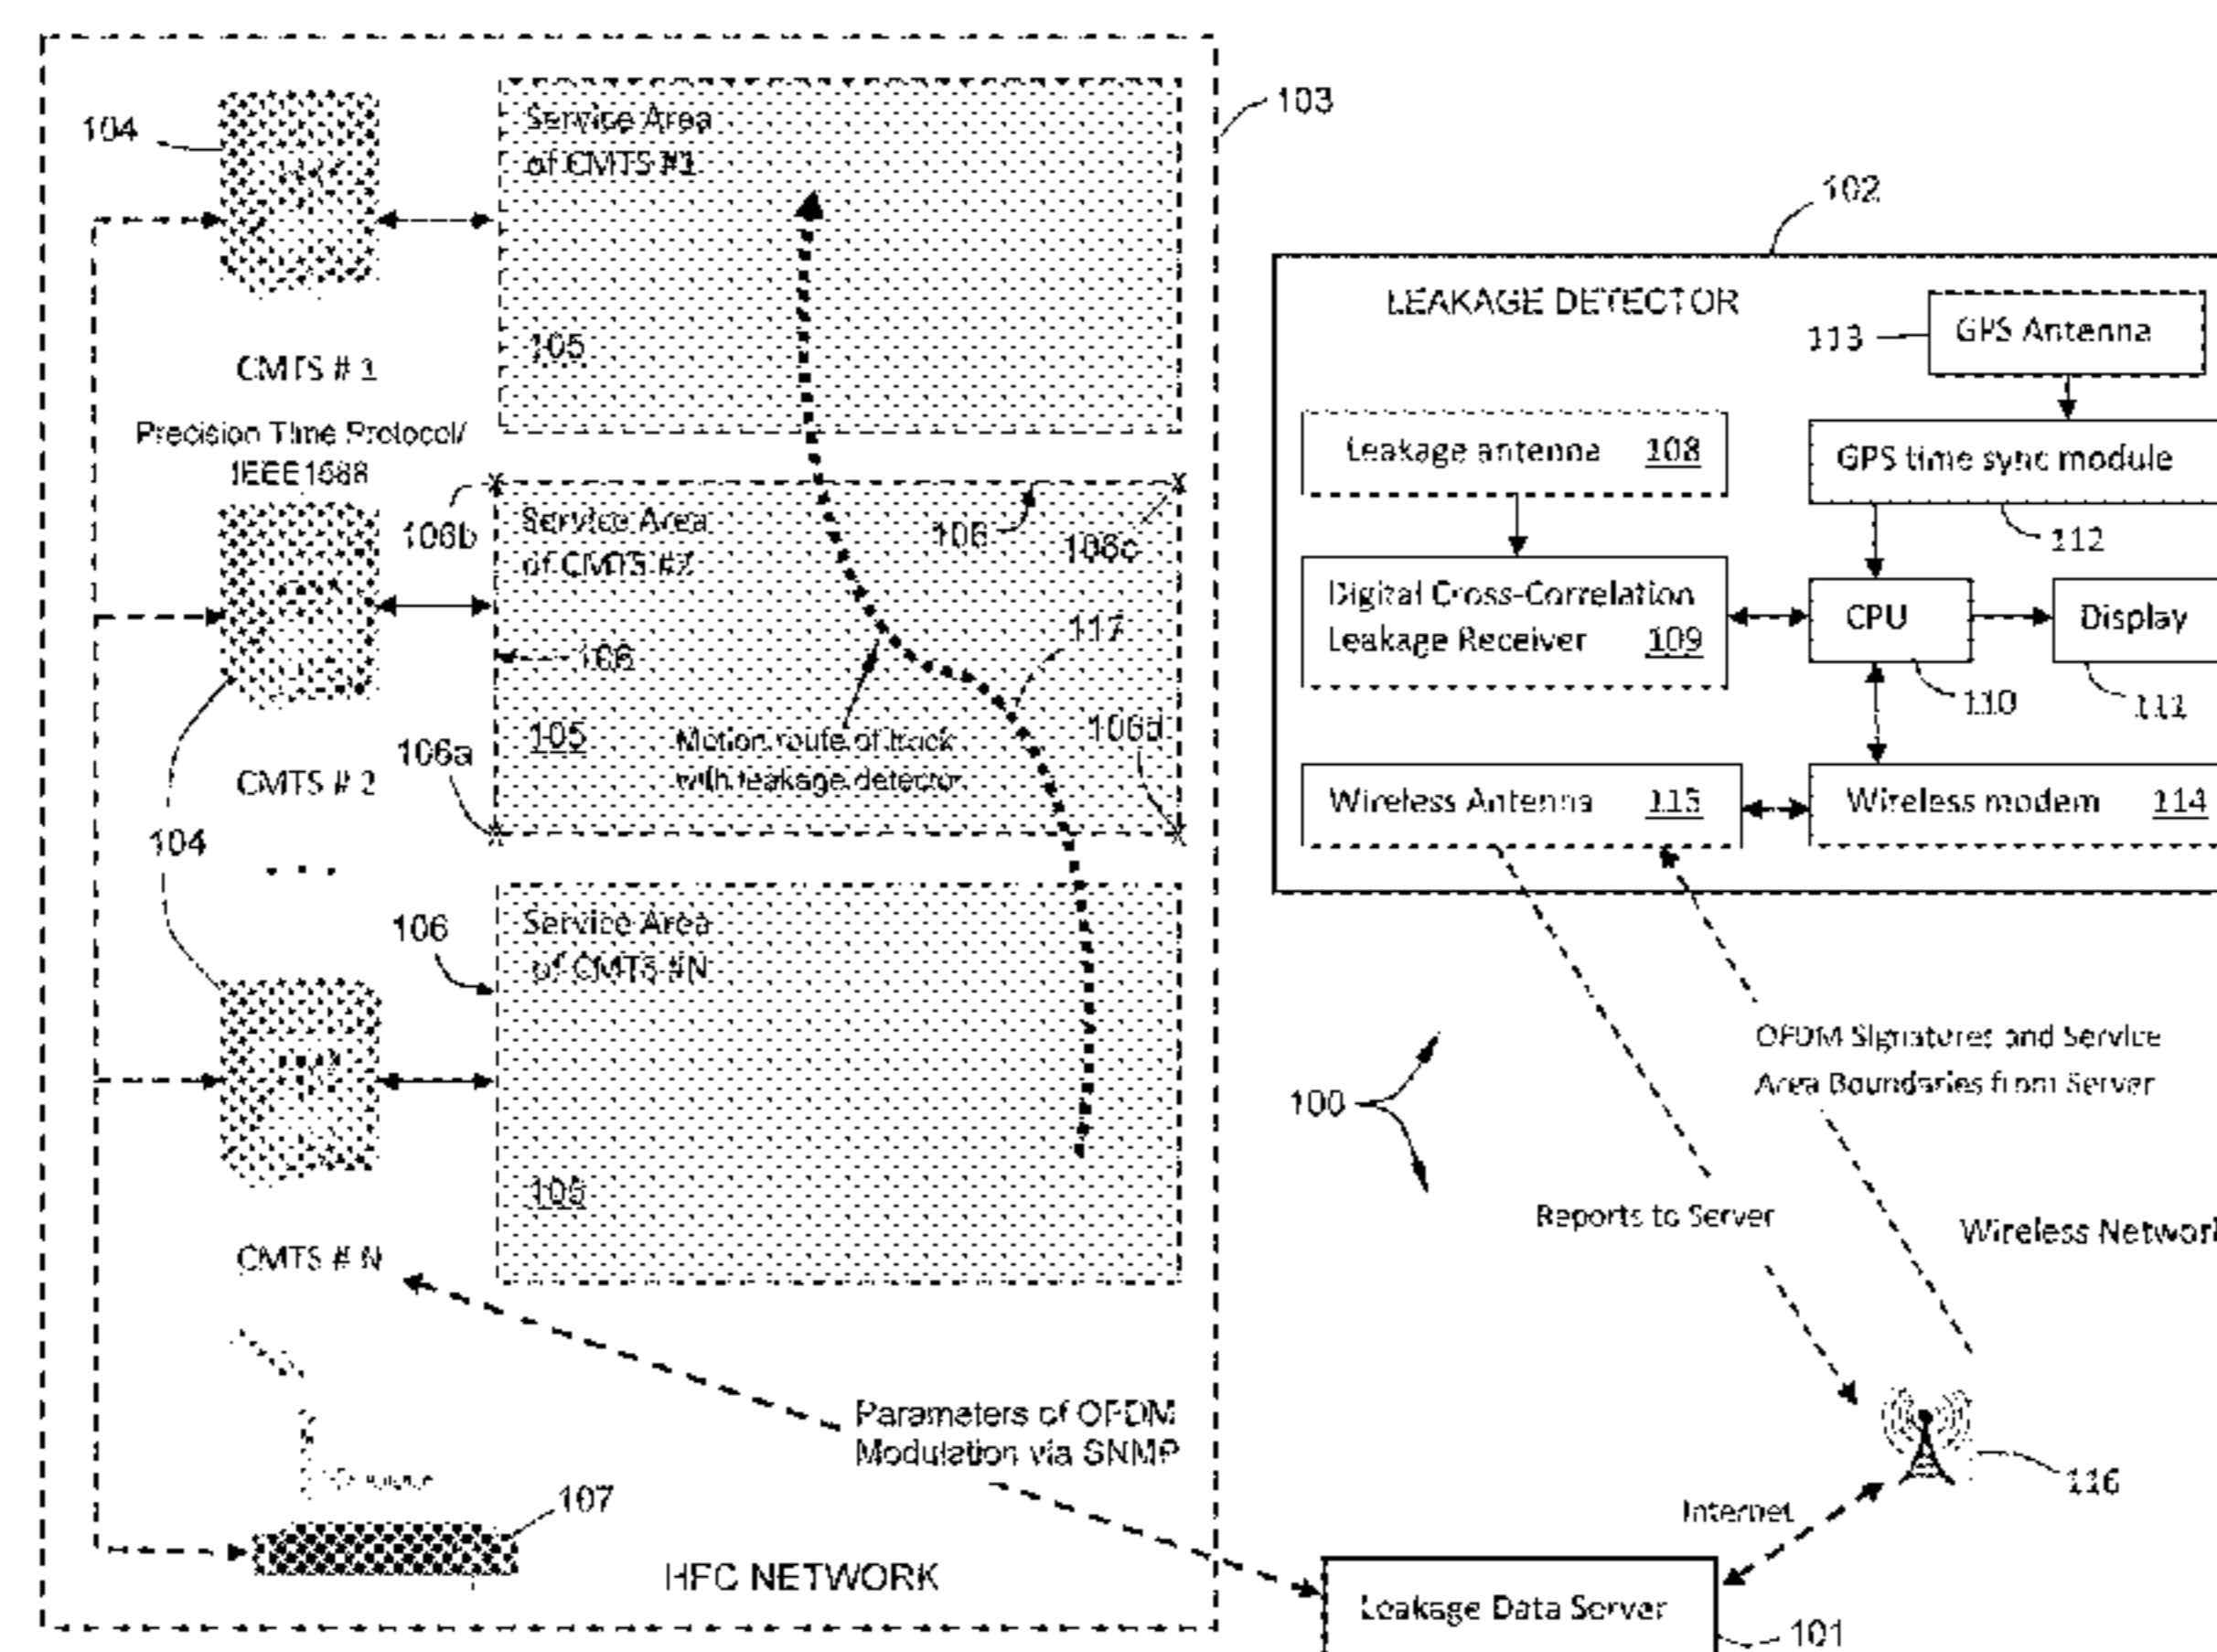 103
104
Service Area
of CMTS #1
105
CMTS # 1
Precision Time Protocol/
IEEE1588
106b
Service Area
of CMTS #2
106
106c
106
117
105
Motion route of truck
with leakage detector
106d
106a
CMTS # 2
104
...
106
Service Area
of CMTS #N
105
CMTS # N
Parameters of OFDM
Modulation via SNMP
107
HFC NETWORK
102
LEAKAGE DETECTOR
113
GPS Antenna
Leakage antenna 108
GPS time sync module
112
Digital Cross-Correlation
Leakage Receiver 109
CPU
Display
110
111
Wireless Antenna 115
Wireless modem 114
100
OFDM Signatures and Service
Area Boundaries from Server
Reports to Server
Wireless Network
116
Internet
Leakage Data Server
101